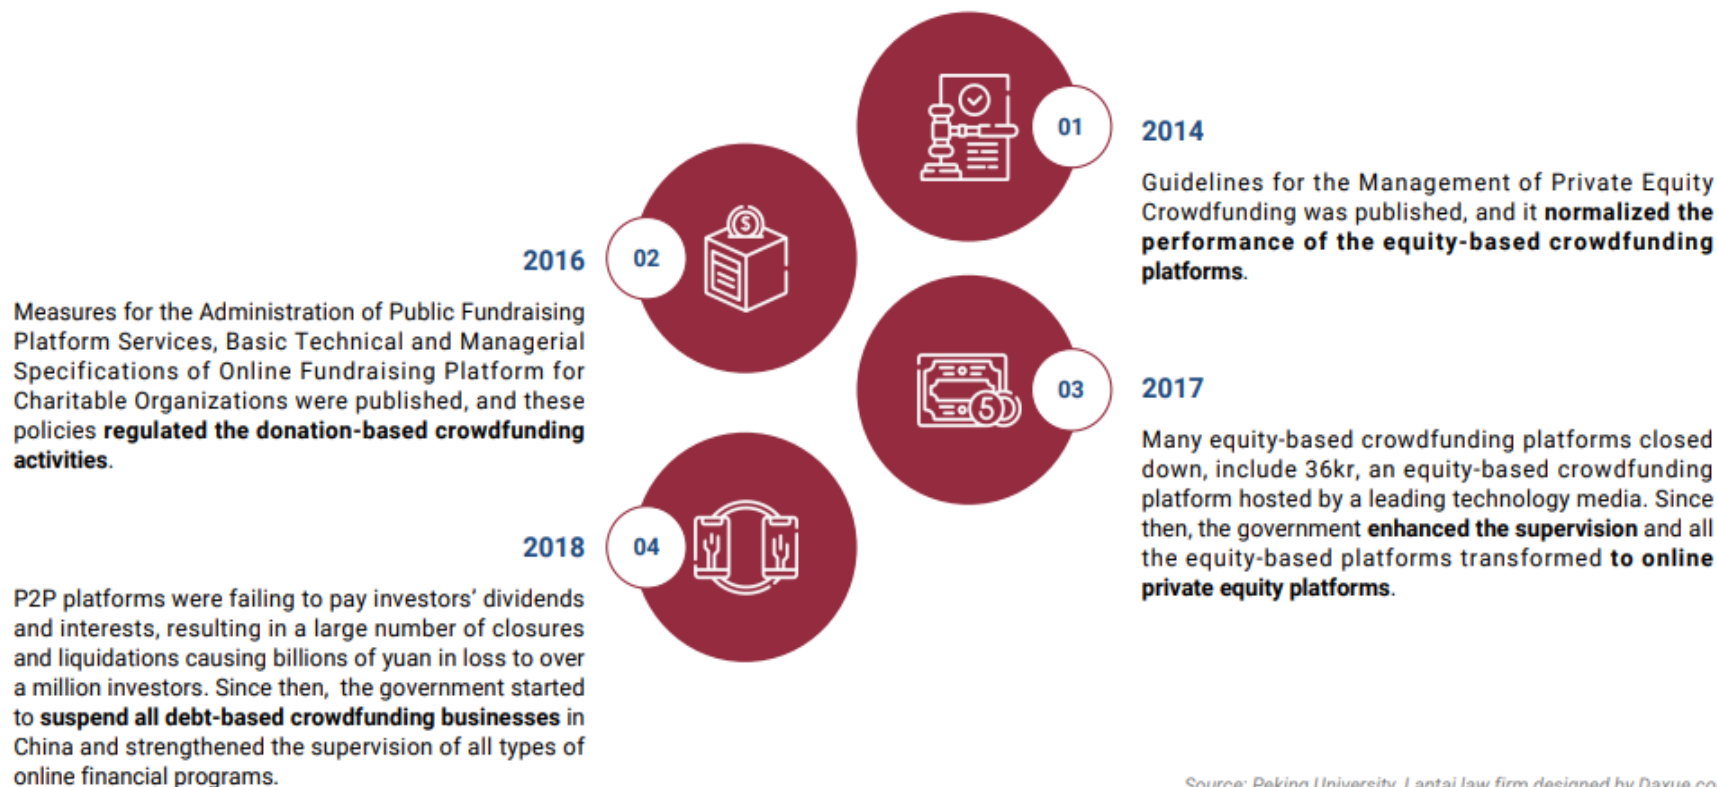 01
2014
Guidelines for the Management of Private Equity
Crowdfunding was published, and it normalized the
performance of the equity-based crowdfunding
platforms.
2016
02
Measures for the Administration of Public Fundraising
Platform Services, Basic Technical and Managerial
Specifications of Online Fundraising Platform for
Charitable Organizations were published, and these
policies regulated the donation-based crowdfunding
activities.
$
03
2017
Many equity-based crowdfunding platforms closed
down, include 36kr, an equity-based crowdfunding
platform hosted by a leading technology media. Since
then, the government enhanced the supervision and all
the equity-based platforms transformed to online
private equity platforms.
5
2018
04
P2P platforms were failing to pay investors’ dividends
and interests, resulting in a large number of closures
and liquidations causing billions of yuan in loss to over
a million investors. Since then, the government started
to suspend all debt-based crowdfunding businesses in
China and strengthened the supervision of all types of
online financial programs.
Source: Peking University, Lantai law firm designed by Daxue co